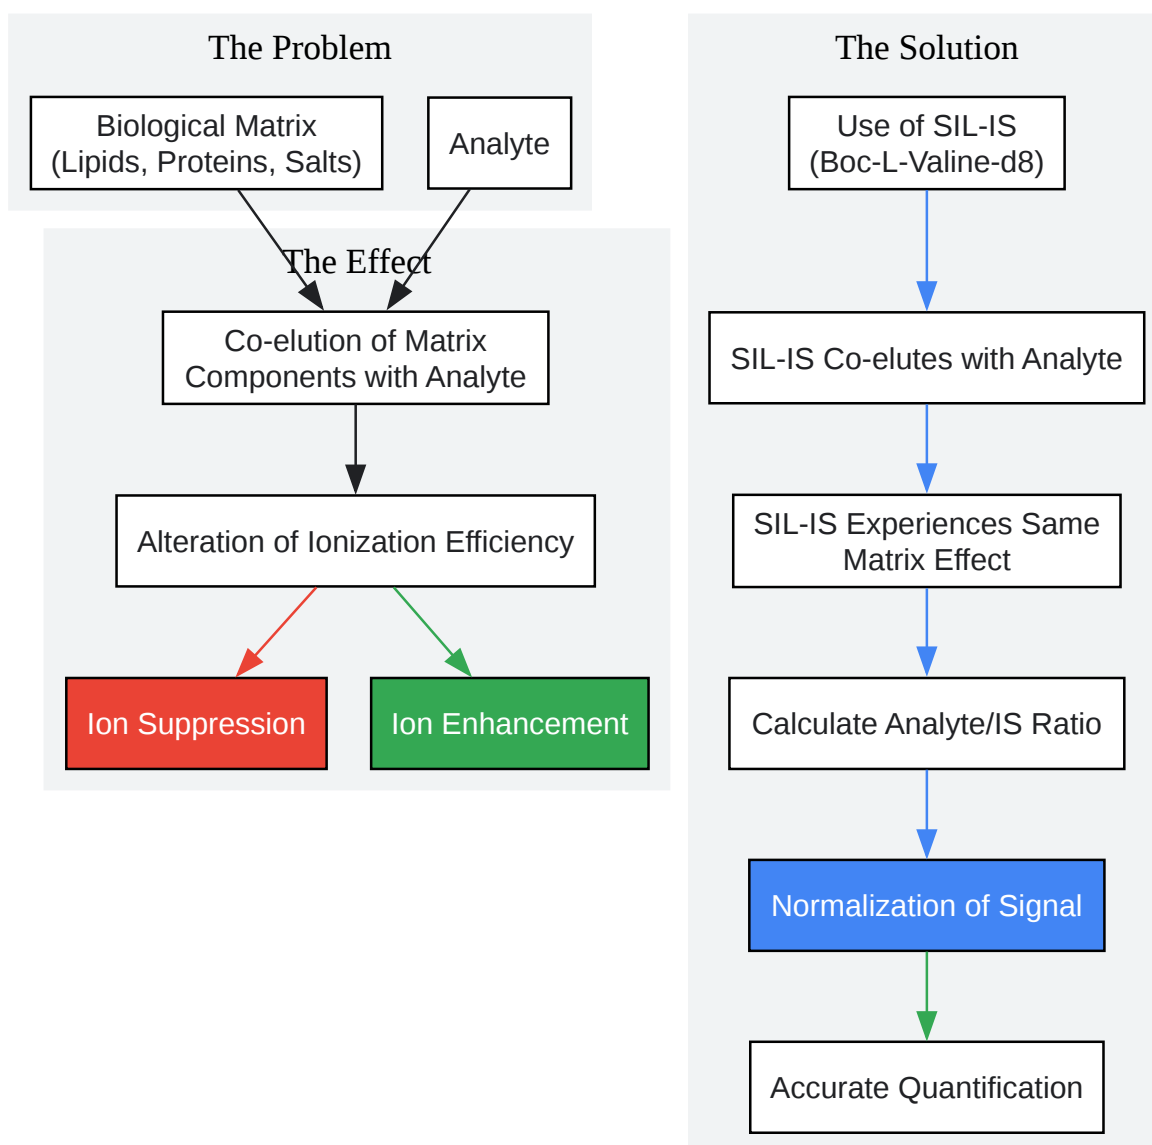 The Problem
Biological Matrix
(Lipids, Proteins, Salts)
Analyte
The Effect
Co-elution of Matrix
Components with Analyte
Alteration of Ionization Efficiency
Ion Suppression
Ion Enhancement
The Solution
Use of SIL-IS
(Boc-L-Valine-d8)
SIL-IS Co-elutes with Analyte
SIL-IS Experiences Same
Matrix Effect
Calculate Analyte/IS Ratio
Normalization of Signal
Accurate Quantification